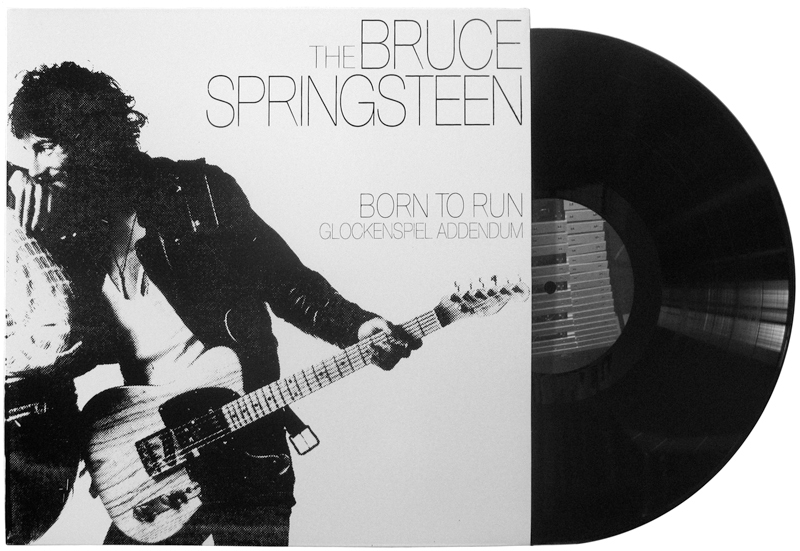 THE BRUCE
SPRINGSTEEN
BORN TO RUN
GLOCKENSPIEL ADDENDUM